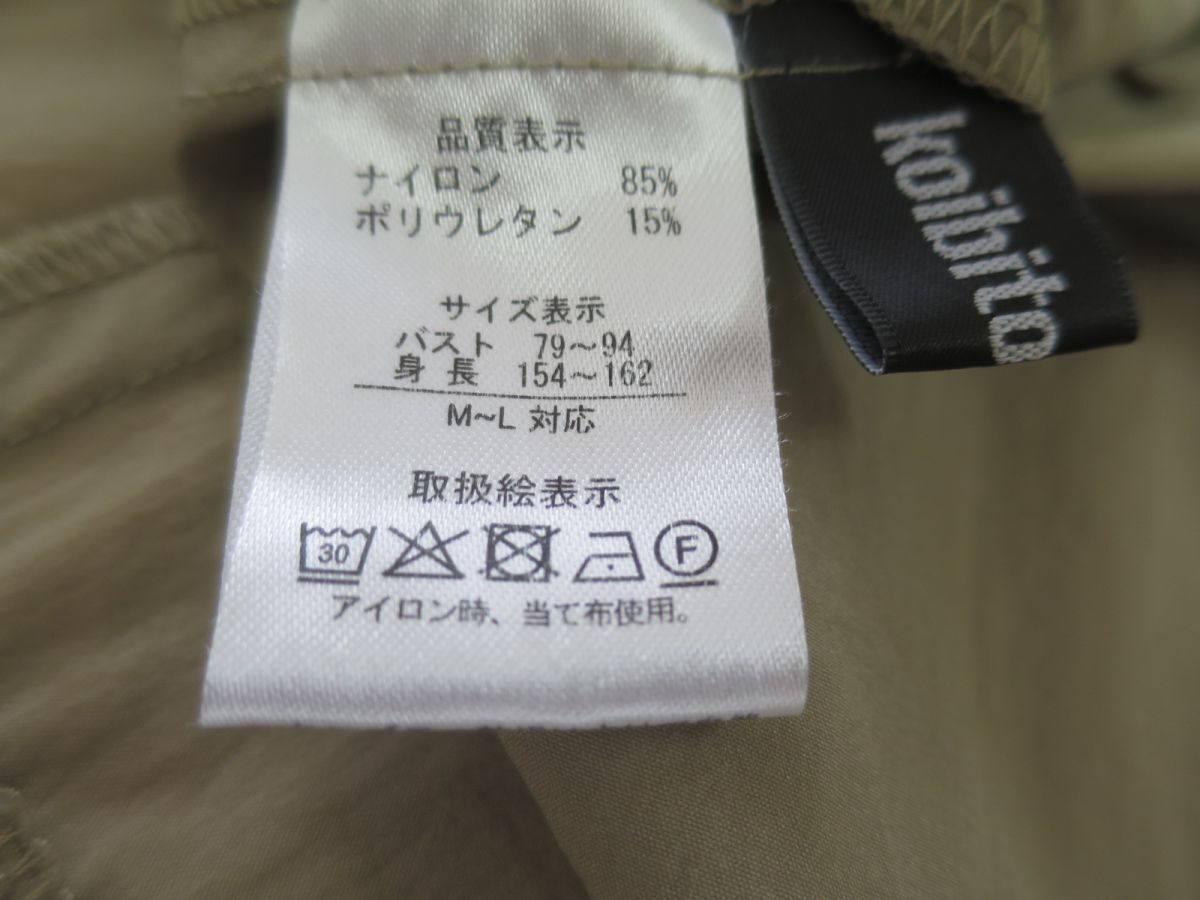 品質表示
ナイロン 85%
ポリウレタン 15%
サイズ表示
バスト 79～94
身長 154～162
M~L 対応
取扱絵表示
30
F
アイロン時、当て布使用。
koibito